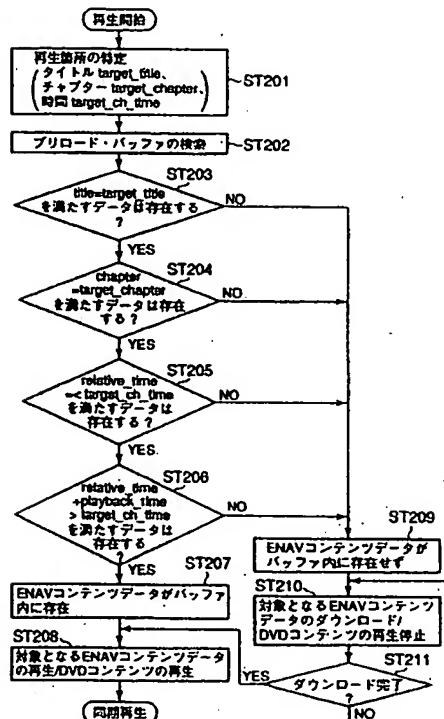 再生開始
再生箇所の特定
タイトル target_title、
チャプター target_chapter、
時間 target_ch_time
ST201
プリロード・バッファの検索
ST202
ST203
title=target_title
を満たすデータは存在する
?
NO
YES
ST204
chapter
=target_chapter
を満たすデータは存在
する?
NO
YES
ST205
relative_time
=< target_ch_time
を満たすデータは
存在する?
NO
YES
ST206
relative_time
+playback_time
> target_ch_time
を満たすデータは
存在する
?
NO
YES
ST207
ENAVコンテンツデータがバッファ
内に存在
ST208
対象となるENAVコンテンツデータ
の再生/DVDコンテンツの再生
同期再生
ST209
ENAVコンテンツデータが
バッファ内に存在せず
ST210
対象となるENAVコンテンツ
データのダウンロード/
DVDコンテンツの再生停止
ST211
ダウンロード完了
?
YES
NO